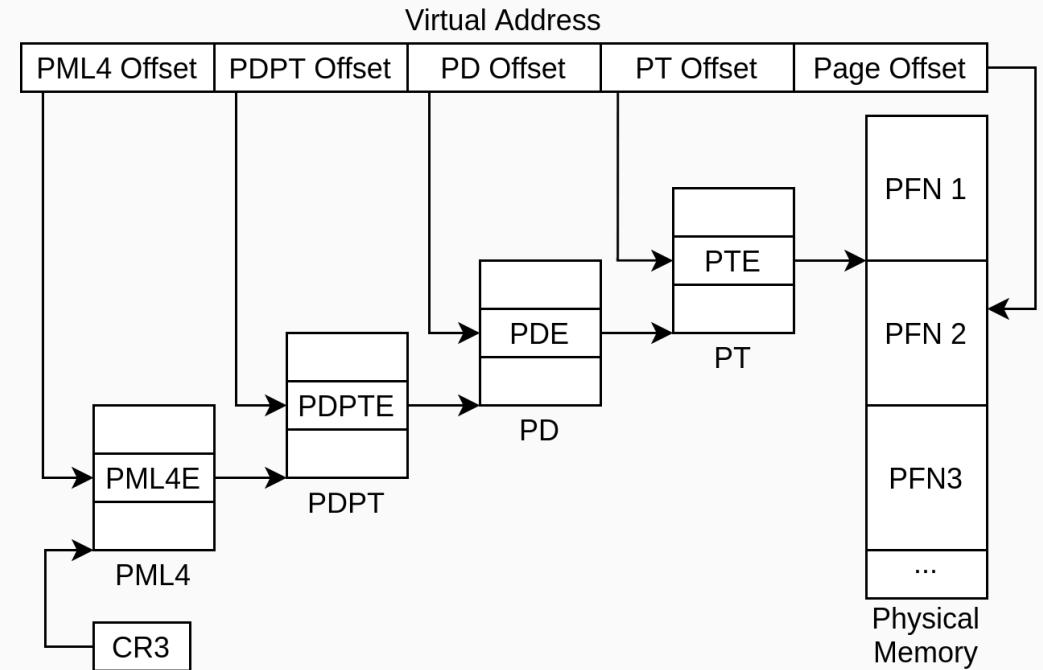 Virtual Address
PML4 Offset
PDPT Offset
PD Offset
PT Offset
Page Offset
PFN 1
PTE
PDE
PFN 2
PT
PDPTE
PD
PML4E
PFN3
PDPT
...
PML4
Physical
Memory
CR3